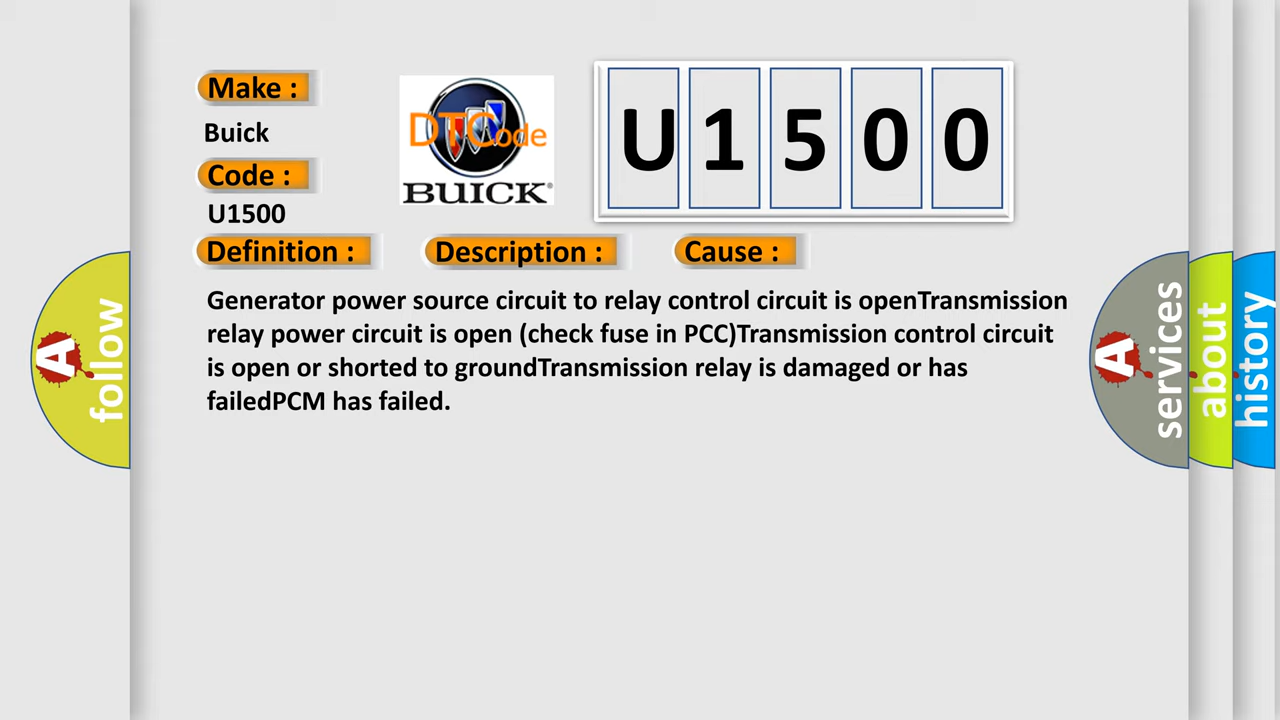 Make :
Buick
Code :
U1500
DTCode
BUICK
U 1 5 0 0
Definition :
Description :
Cause :
Generator power source circuit to relay control circuit is openTransmission
relay power circuit is open (check fuse in PCC)Transmission control circuit
is open or shorted to groundTransmission relay is damaged or has
failedPCM has failed.
A
follow
A
services
about
history